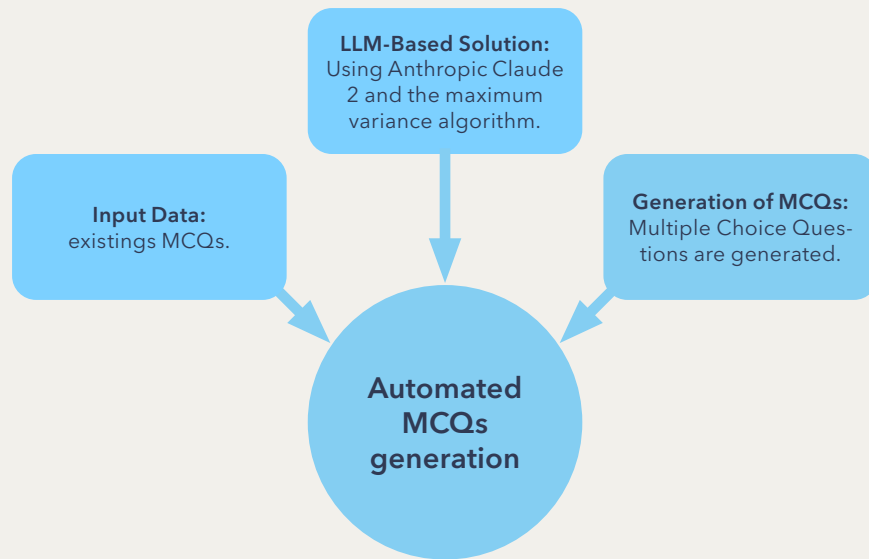 LLM-Based Solution:
Using Anthropic Claude
2 and the maximum
variance algorithm.
Input Data:
existings MCQs.
Generation of MCQs:
Multiple Choice Ques-
tions are generated.
Automated
MCQs
generation